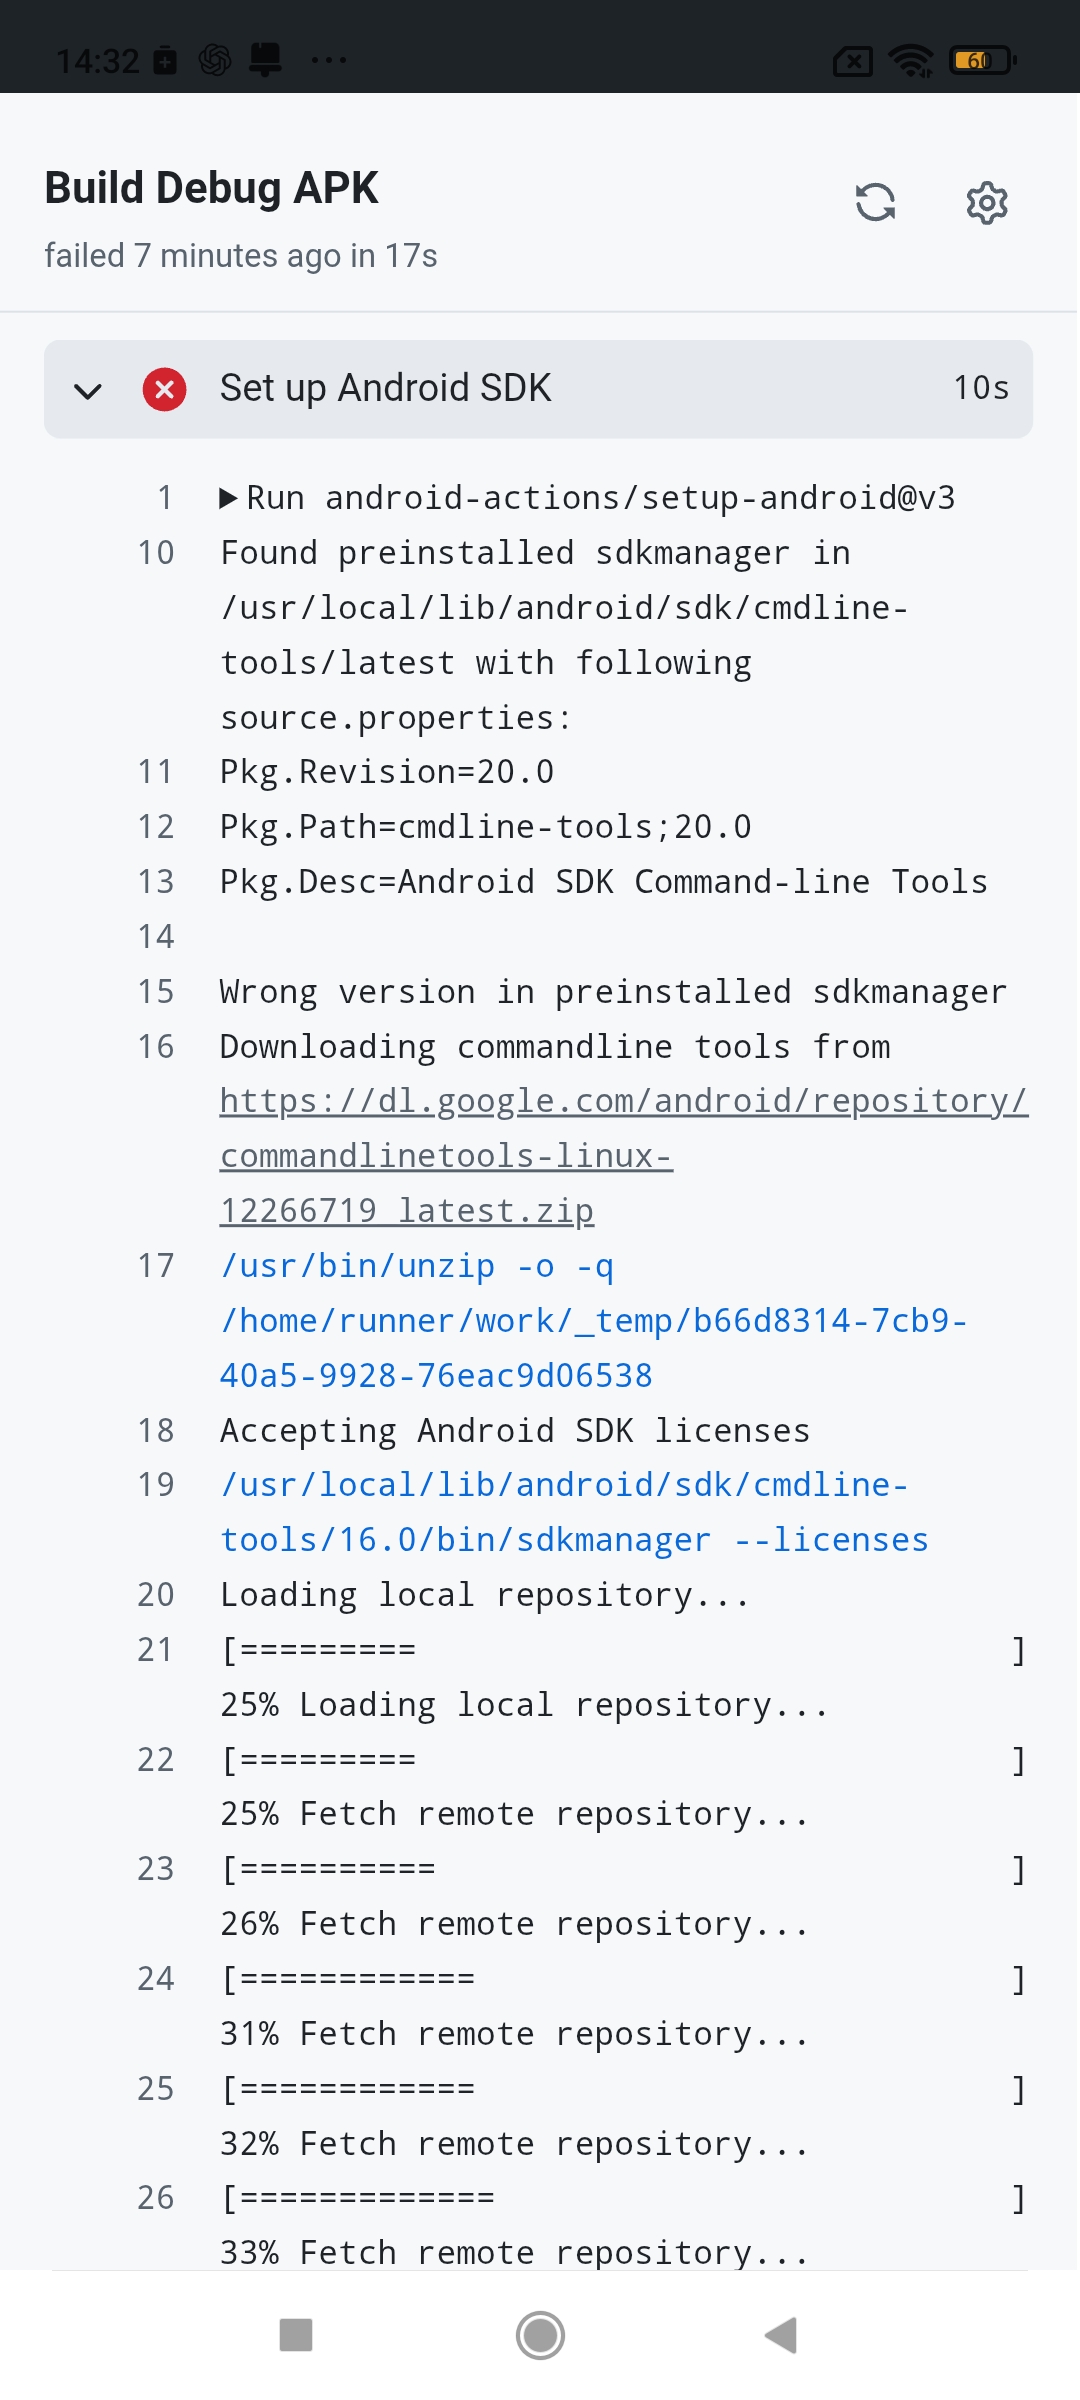 14:32
60
Build Debug APK
failed 7 minutes ago in 17s
Set up Android SDK 10s
1 Run android-actions/setup-android@v3
10 Found preinstalled sdkmanager in
/usr/local/lib/android/sdk/cmdline-
tools/latest with following
source.properties:
11 Pkg.Revision=20.0
12 Pkg.Path=cmdline-tools;20.0
13 Pkg.Desc=Android SDK Command-line Tools
14
15 Wrong version in preinstalled sdkmanager
16 Downloading commandline tools from
https://dl.google.com/android/repository/
commandlinetools-linux-
12266719_latest.zip
17 /usr/bin/unzip -o -q
/home/runner/work/_temp/b66d8314-7cb9-
40a5-9928-76eac9d06538
18 Accepting Android SDK licenses
19 /usr/local/lib/android/sdk/cmdline-
tools/16.0/bin/sdkmanager --licenses
20 Loading local repository...
21 [========= ]
25% Loading local repository...
22 [========= ]
25% Fetch remote repository...
23 [========== ]
26% Fetch remote repository...
24 [============ ]
31% Fetch remote repository...
25 [============ ]
32% Fetch remote repository...
26 [============= ]
33% Fetch remote repository...